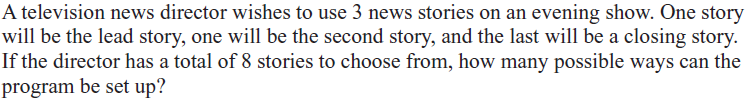 A television news director wishes to use 3 news stories on an evening show. One story
will be the lead story, one will be the second story, and the last will be a closing story.
If the director has a total of 8 stories to choose from, how many possible ways can the
program be set up?